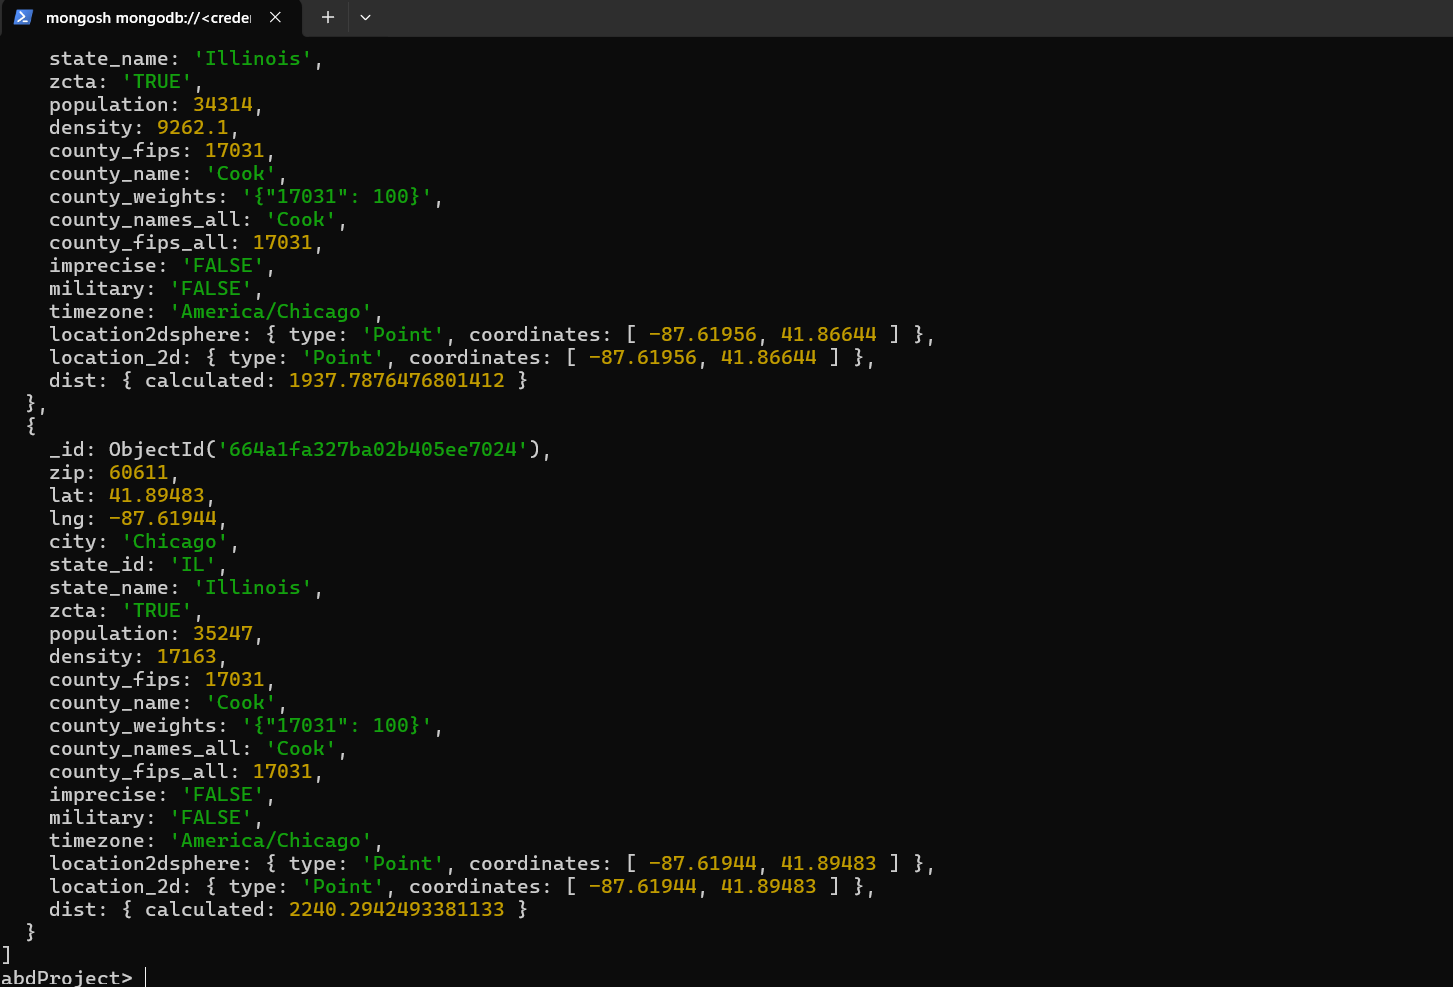 mongosh mongodb://<creder
state_name: 'Illinois',
zcta: 'TRUE',
population: 34314,
density: 9262.1,
county_fips: 17031,
county_name: 'Cook',
county_weights: '{"17031": 100}',
county_names_all: 'Cook',
county_fips_all: 17031,
imprecise: 'FALSE',
military: 'FALSE',
timezone: 'America/Chicago',
location2dsphere: { type: 'Point', coordinates: [ -87.61956, 41.86644 ] },
location_2d: { type: 'Point', coordinates: [ -87.61956, 41.86644 ] },
dist: { calculated: 1937.7876476801412 }
},
{
_id: ObjectId('664a1fa327ba02b405ee7024'),
zip: 60611,
lat: 41.89483,
lng: -87.61944,
city: 'Chicago',
state_id: 'IL',
state_name: 'Illinois',
zcta: 'TRUE',
population: 35247,
density: 17163,
county_fips: 17031,
county_name: 'Cook',
county_weights: '{"17031": 100}',
county_names_all: 'Cook',
county_fips_all: 17031,
imprecise: 'FALSE',
military: 'FALSE',
timezone: 'America/Chicago',
location2dsphere: { type: 'Point', coordinates: [ -87.61944, 41.89483 ] },
location_2d: { type: 'Point', coordinates: [ -87.61944, 41.89483 ] },
dist: { calculated: 2240.2942493381133 }
}
]
abdProject>